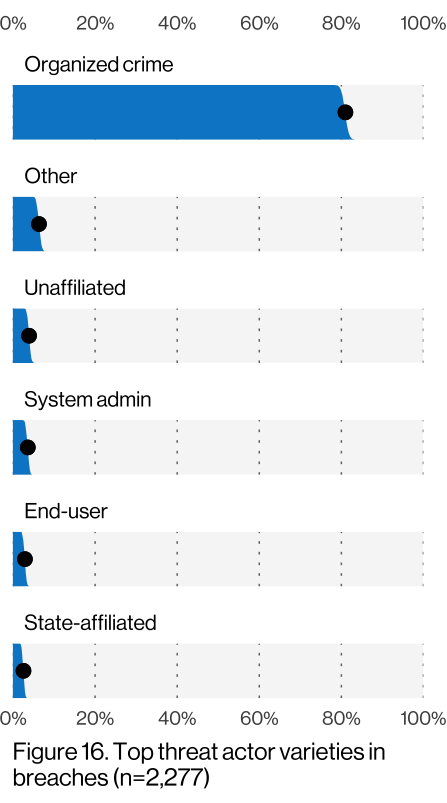 0% 20% 40% 60% 80% 100%
Organized crime
Other
Unaffiliated
System admin
End-user
State-affiliated
0% 20% 40% 60% 80% 100%
Figure 16. Top threat actor varieties in
breaches (n=2,277)